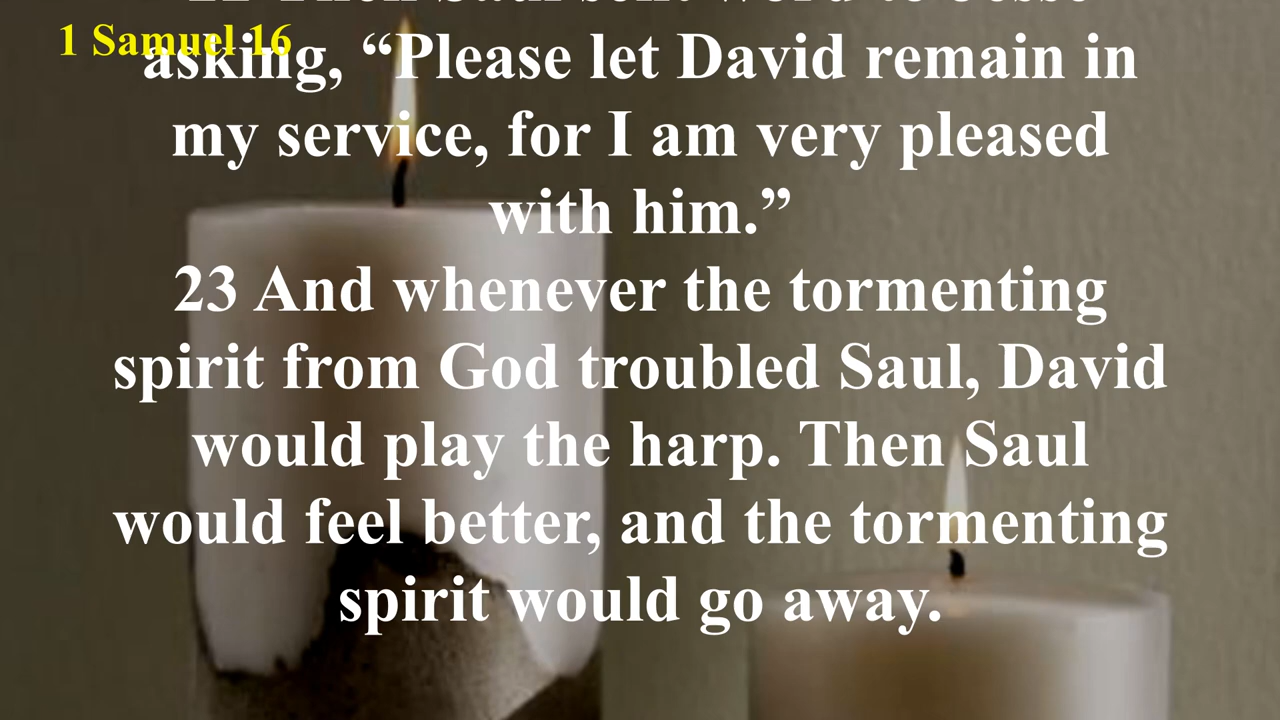 1 Samuel 16
asking, “Please let David remain in
my service, for I am very pleased
with him.”
23 And whenever the tormenting
spirit from God troubled Saul, David
would play the harp. Then Saul
would feel better, and the tormenting
spirit would go away.